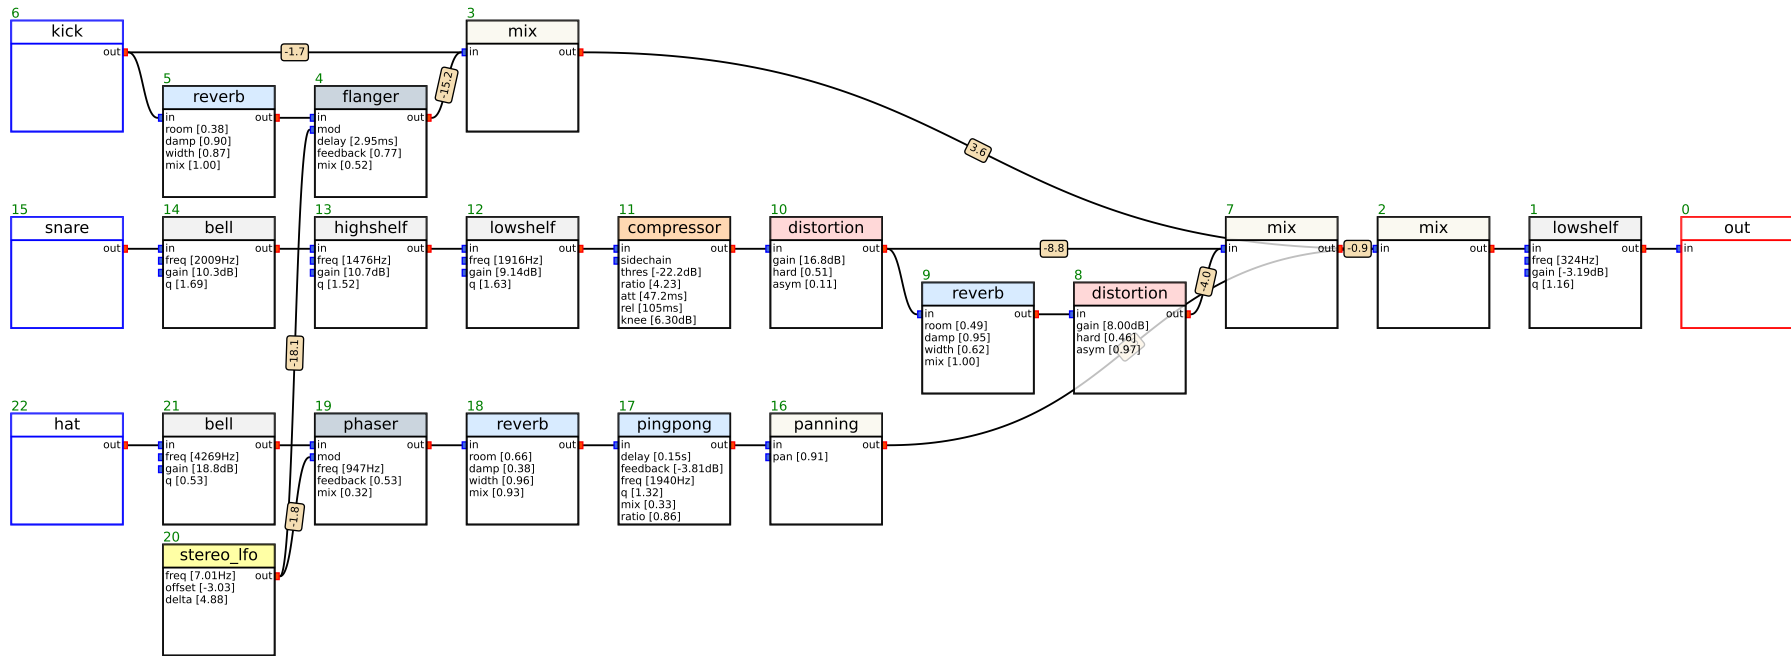 6
kick
out
-1.7
3
mix
in
out
5
reverb
in
out
room [0.38]
damp [0.90]
width [0.87]
mix [1.00]
4
flanger
in
out
mod
delay [2.95ms]
feedback [0.77]
mix [0.52]
-15.2
3.6
15
snare
out
14
bell
in
out
freq [2009Hz]
gain [10.3dB]
q [1.69]
13
highshelf
in
out
freq [1476Hz]
gain [10.7dB]
q [1.52]
12
lowshelf
in
out
freq [1916Hz]
gain [9.14dB]
q [1.63]
11
compressor
in
out
sidechain
thres [-22.2dB]
ratio [4.23]
att [47.2ms]
rel [105ms]
knee [6.30dB]
10
distortion
in
out
gain [16.8dB]
hard [0.51]
asym [0.11]
-8.8
9
reverb
in
out
room [0.49]
damp [0.95]
width [0.62]
mix [1.00]
8
distortion
in
out
gain [8.00dB]
hard [0.46]
asym [0.97]
-4.0
7
mix
in
out
-0.9
2
mix
in
out
1
lowshelf
in
out
freq [324Hz]
gain [-3.19dB]
q [1.16]
0
out
in
-18.1
22
hat
out
21
bell
in
out
freq [4269Hz]
gain [18.8dB]
q [0.53]
19
phaser
in
out
mod
freq [947Hz]
feedback [0.53]
mix [0.32]
18
reverb
in
out
room [0.66]
damp [0.38]
width [0.96]
mix [0.93]
17
pingpong
in
out
delay [0.15s]
feedback [-3.81dB]
freq [1940Hz]
q [1.32]
mix [0.33]
ratio [0.86]
16
panning
in
out
pan [0.91]
-1.8
20
stereo_lfo
freq [7.01Hz]
out
offset [-3.03]
delta [4.88]